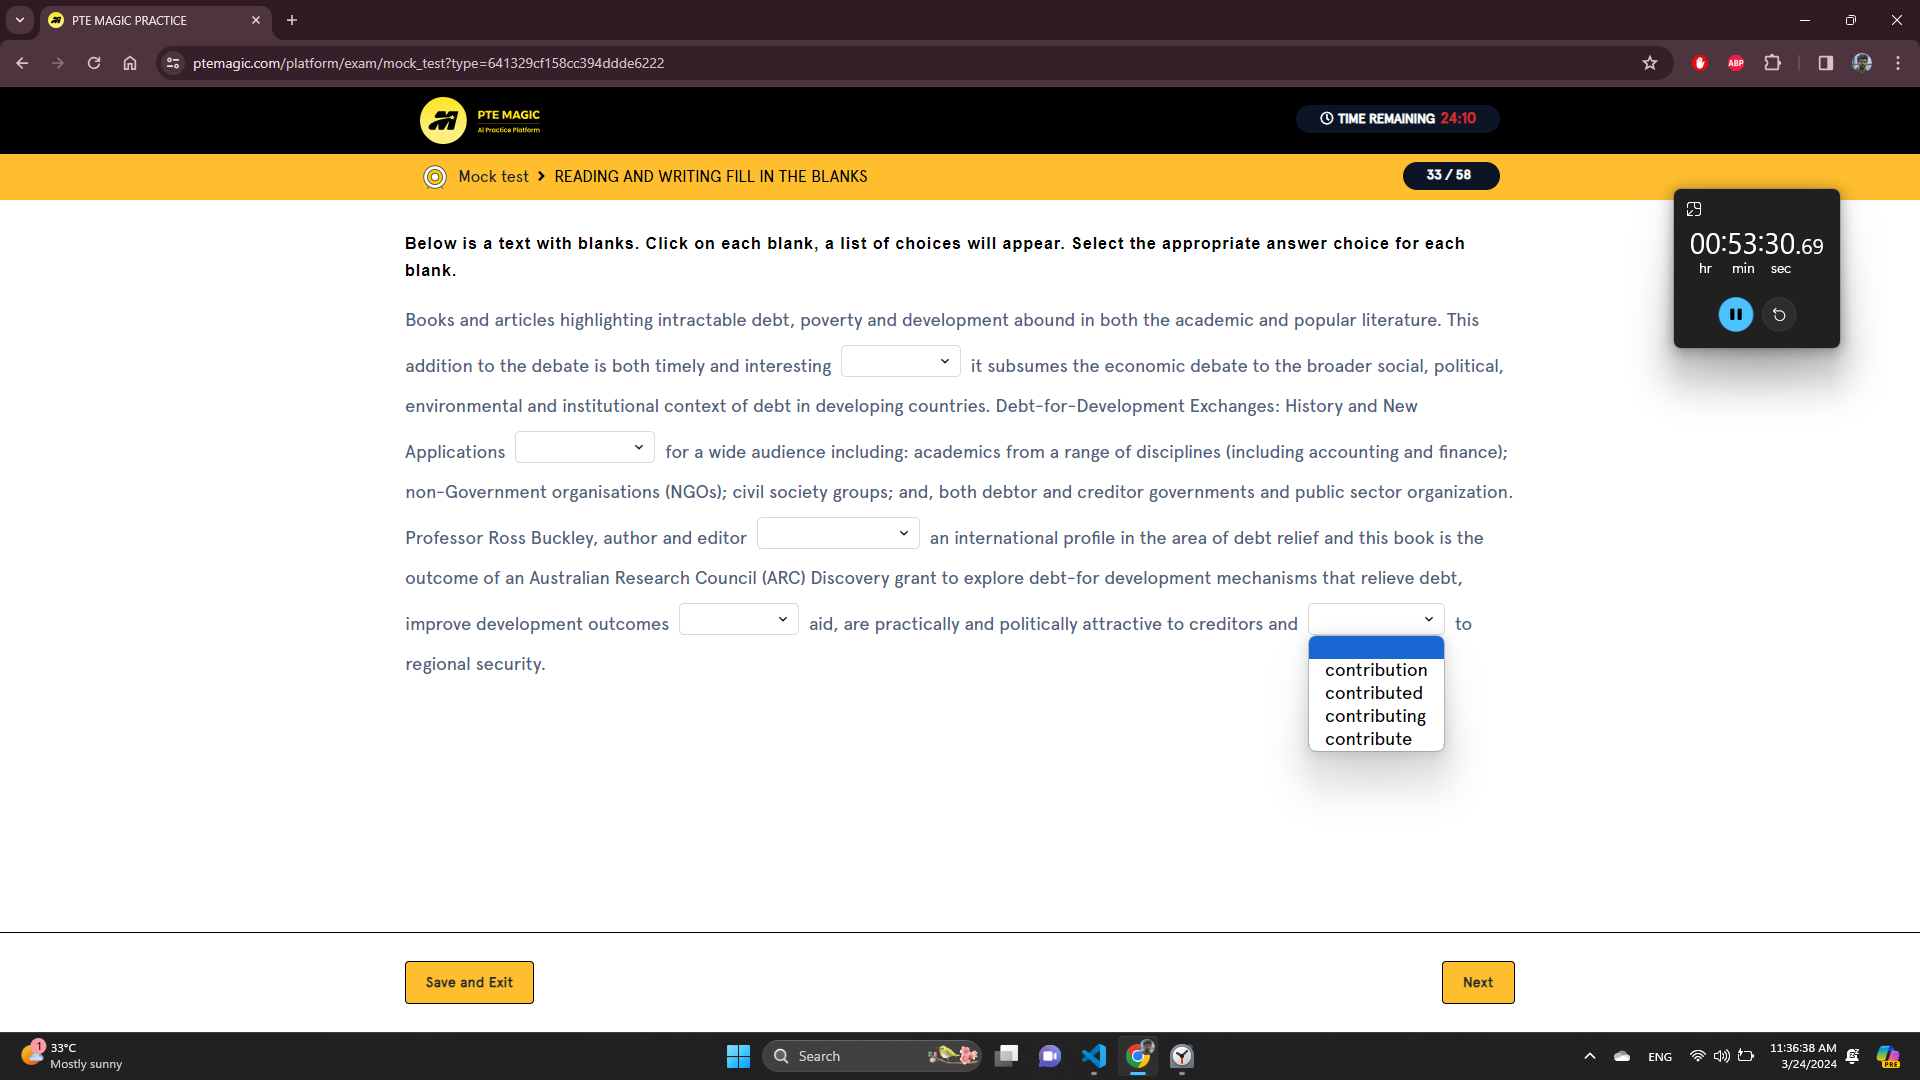 PTE MAGIC PRACTICE
ptemagic.com/platform/exam/mock_test?type=641329cf158cc394ddde6222
ABP
PTE MAGIC
AI Practice Platform
TIME REMAINING 24:10
Mock test > READING AND WRITING FILL IN THE BLANKS
33 / 58
00:53:30.69
hr min sec
Below is a text with blanks. Click on each blank, a list of choices will appear. Select the appropriate answer choice for each
blank.
Books and articles highlighting intractable debt, poverty and development abound in both the academic and popular literature. This
addition to the debate is both timely and interesting it subsumes the economic debate to the broader social, political,
environmental and institutional context of debt in developing countries. Debt-for-Development Exchanges: History and New
Applications for a wide audience including: academics from a range of disciplines (including accounting and finance);
non-Government organisations (NGOs); civil society groups; and, both debtor and creditor governments and public sector organization.
Professor Ross Buckley, author and editor an international profile in the area of debt relief and this book is the
outcome of an Australian Research Council (ARC) Discovery grant to explore debt-for development mechanisms that relieve debt,
improve development outcomes aid, are practically and politically attractive to creditors and to
regional security.
contribution
contributed
contributing
contribute
Save and Exit
Next
1
33°C
Mostly sunny
Search
ENG
11:36:38 AM
3/24/2024
PRE